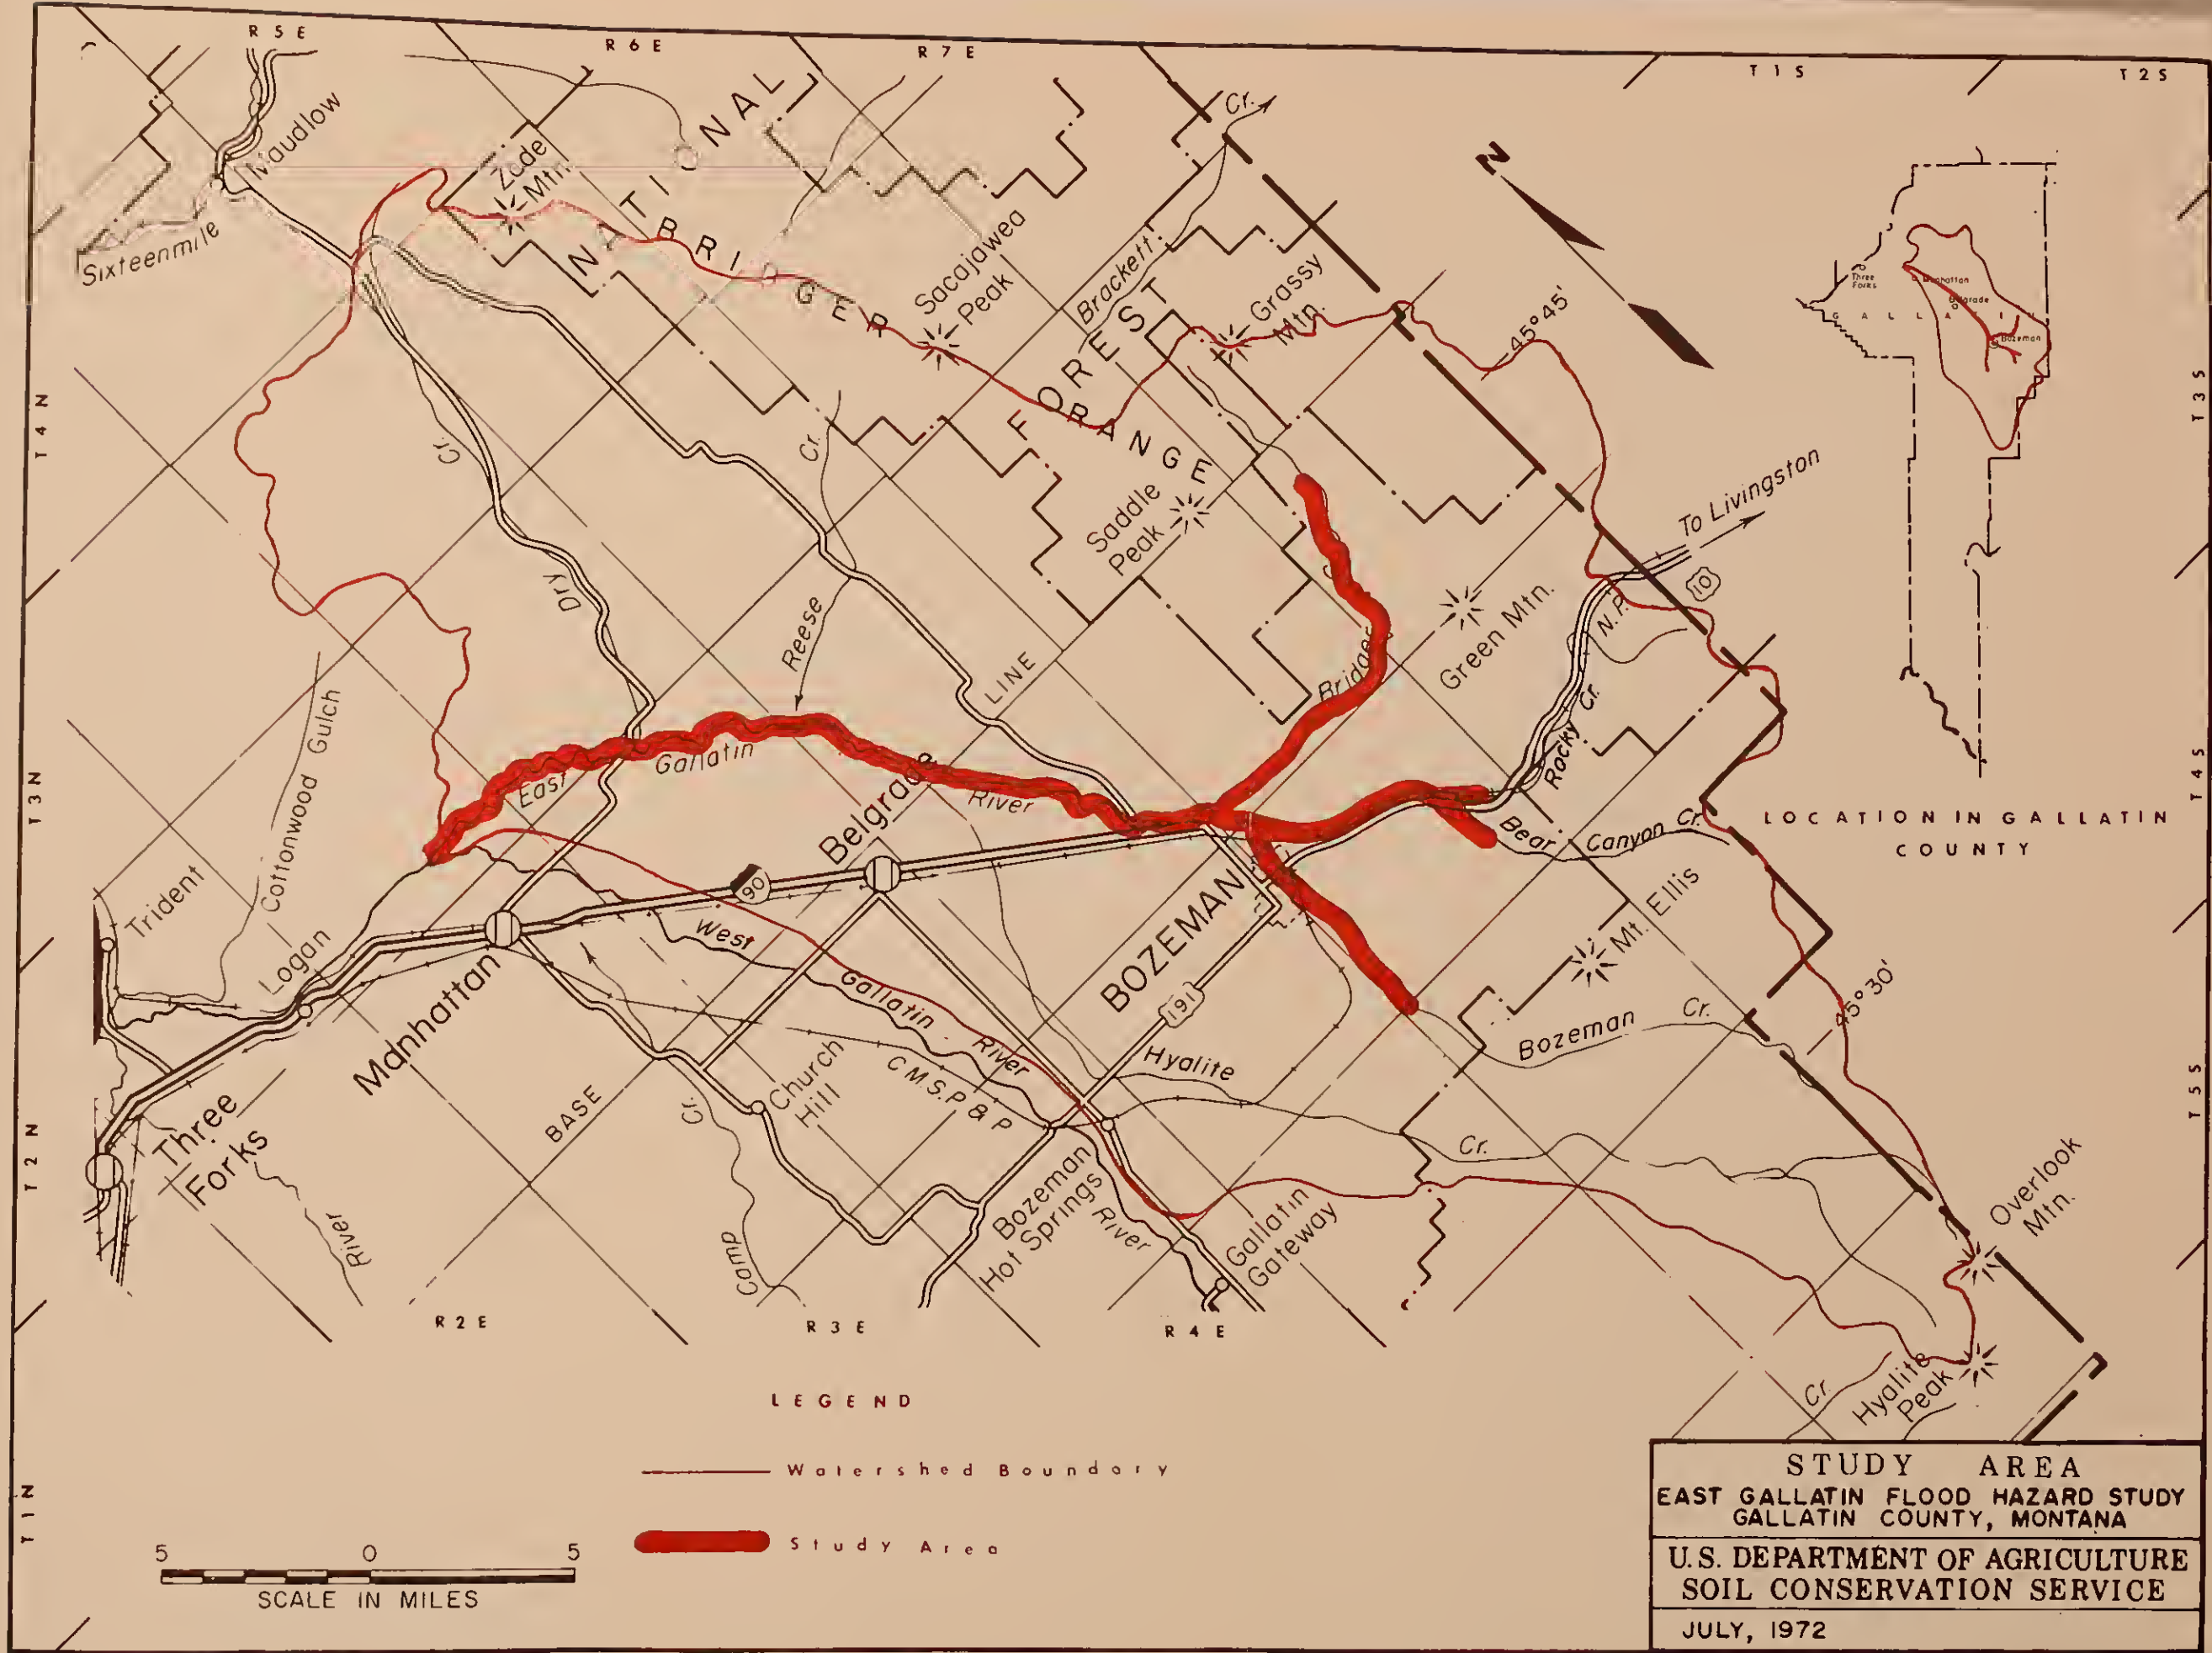 R 5 E
R 6 E
R 7 E
T 1 S
T 2 S
T 3 S
T 4 S
T 5 S
T 4 N
T 3 N
T 2 N
T 1 N
R 2 E
R 3 E
R 4 E
Maudlow
Sixteenmile
Zade
Mtn.
NATIONAL
FOREST
BRIDGER
RANGE
Sacajawea
Peak
Brackett
Cr.
Grassy
Mtn.
N
45°45'
Three
Forks
Manhattan
Belgrade
GALLATIN
Bozeman
Cr.
Dry
Cr.
Reese
Saddle
Peak
To Livingston
10
N.P.
Green Mtn.
Bridger
Rocky Cr.
LINE
Cottonwood Gulch
East
Gallatin
River
Belgrade
Bear
Canyon Cr.
LOCATION IN GALLATIN
COUNTY
Trident
Logan
90
West
Gallatin
River
BOZEMAN
191
Mt. Ellis
Manhattan
Bozeman
Cr.
45°30'
Three
Forks
River
BASE
Cr.
Camp
Church
Hill
C.M.S.P & P
Hyalite
Cr.
Bozeman
Hot Springs
River
Gallatin
Gateway
Overlook
Mtn.
Cr.
Hyalite
Peak
LEGEND
Watershed Boundary
Study Area
5 0 5
SCALE IN MILES
STUDY AREA
EAST GALLATIN FLOOD HAZARD STUDY
GALLATIN COUNTY, MONTANA
U.S. DEPARTMENT OF AGRICULTURE
SOIL CONSERVATION SERVICE
JULY, 1972